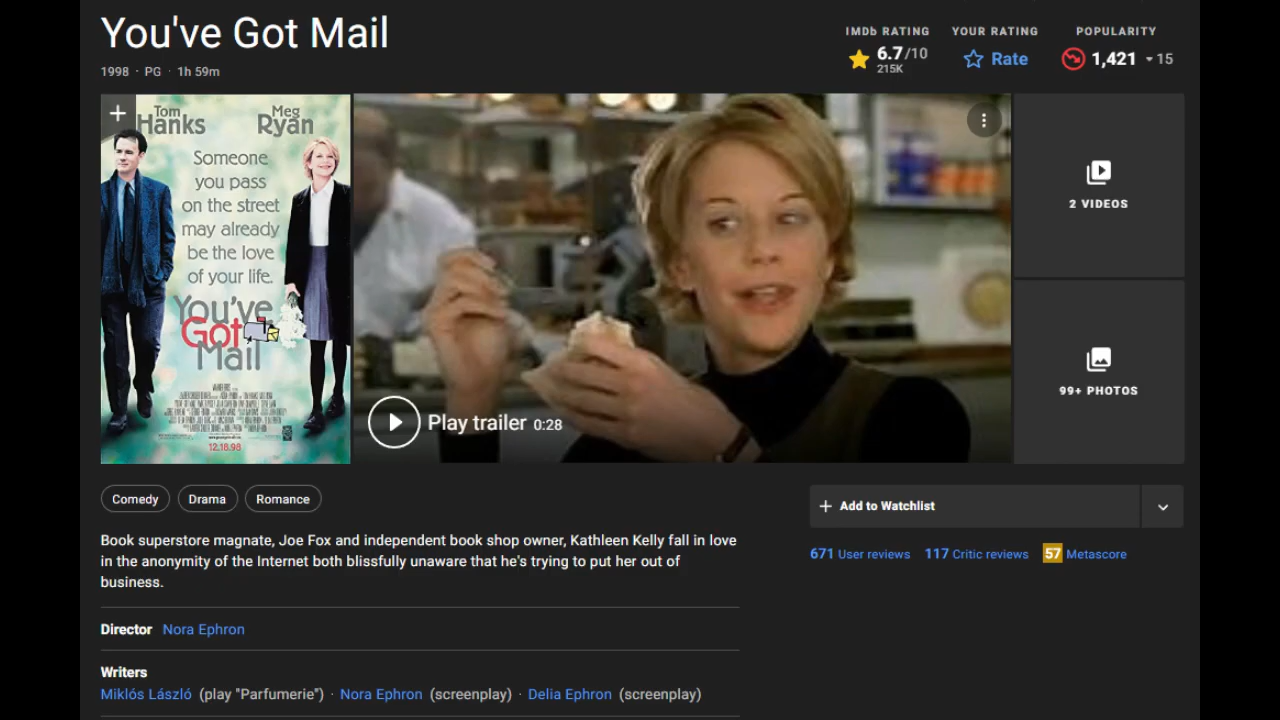 You've Got Mail
1998 · PG · 1h 59m
IMDb RATING
6.7/10
215K
YOUR RATING
Rate
POPULARITY
1,421 15
Tom Hanks
Meg Ryan
Someone
you pass
on the street
may already
be the love
of your life.
You've
Got
Mail
12.18.98
Play trailer 0:28
2 VIDEOS
99+ PHOTOS
Comedy
Drama
Romance
Book superstore magnate, Joe Fox and independent book shop owner, Kathleen Kelly fall in love
in the anonymity of the Internet both blissfully unaware that he's trying to put her out of
business.
+ Add to Watchlist
671 User reviews 117 Critic reviews 57 Metascore
Director Nora Ephron
Writers
Miklós László (play "Parfumerie") · Nora Ephron (screenplay) · Delia Ephron (screenplay)